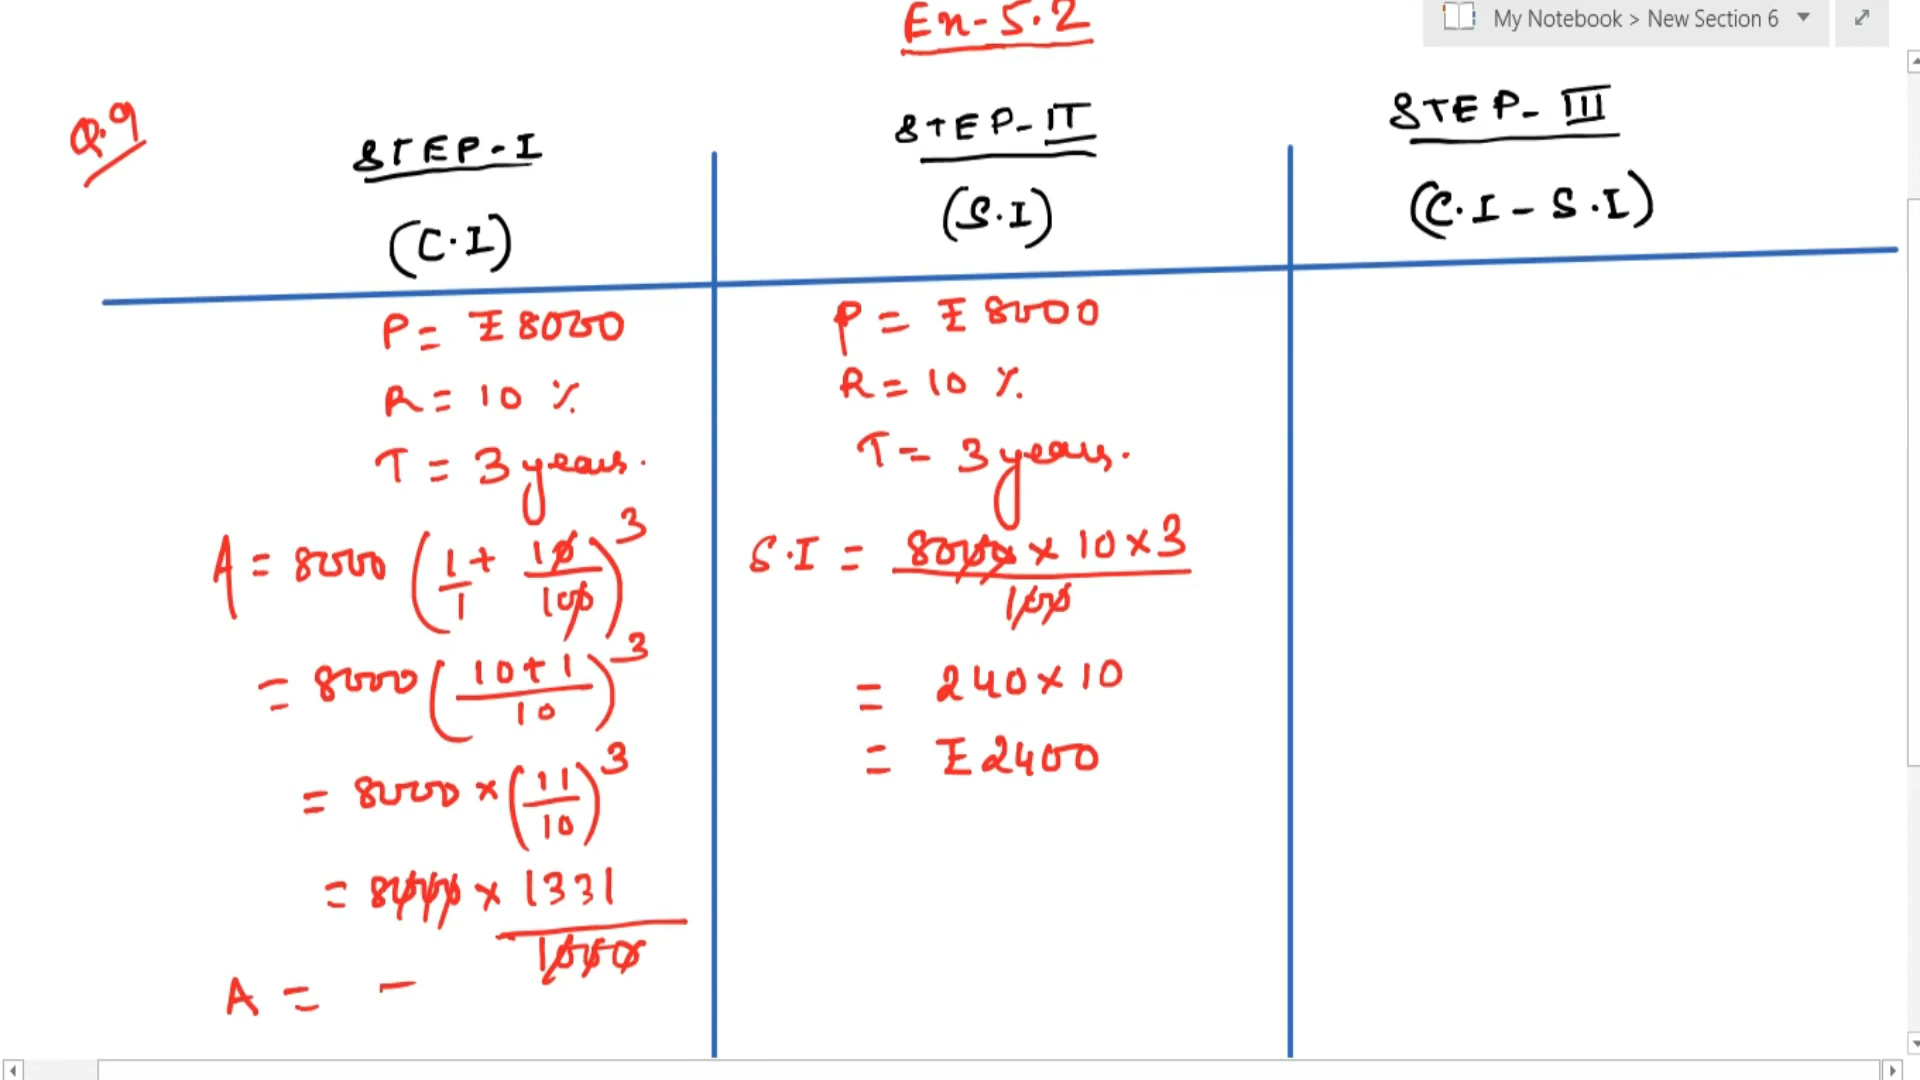 Ex-5.2
My Notebook > New Section 6
Q.9
STEP-I
(C.I)
P = ₹8000
R = 10 %
T = 3 years.
A = 8000 (1/1 + 10/100)^3
= 8000 (10+1/10)^3
= 8000 × (11/10)^3
= 8000 × 1331/1000
A = -
STEP-II
(S.I)
P = ₹8000
R = 10 %
T = 3 years.
S.I = 8000 × 10 × 3/100
= 240 × 10
= ₹2400
STEP-III
(C.I - S.I)